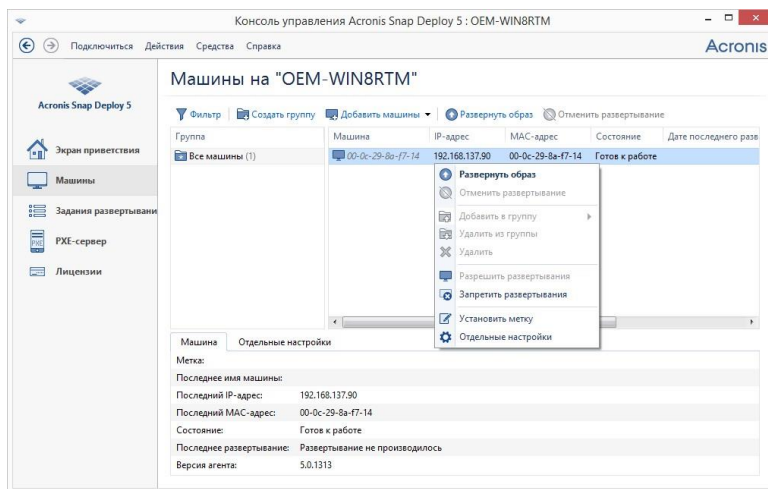 Консоль управления Acronis Snap Deploy 5 : OEM-WIN8RTM
Подключиться Действия Средства Справка
Acronis
Acronis Snap Deploy 5
Экран приветствия
Машины
Задания развертывани
PXE-сервер
PXE
Лицензии
Машины на "OEM-WIN8RTM"
Фильтр Создать группу Добавить машины Развернуть образ Отменить развертывание
Группа Машина IP-адрес MAC-адрес Состояние Дате последнего разв
Все машины (1) 00-0c-29-8a-f7-14 192.168.137.90 00-0c-29-8a-f7-14 Готов к работе
Развернуть образ
Отменить развертывание
Добавить в группу
Удалить из группы
Удалить
Разрешить развертывания
Запретить развертывания
Установить метку
Отдельные настройки
Машина Отдельные настройки
Метка:
Последнее имя машины:
Последний IP-адрес: 192.168.137.90
Последний MAC-адрес: 00-0c-29-8a-f7-14
Состояние: Готов к работе
Последнее развертывание: Развертывание не производилось
Версия агента: 5.0.1313